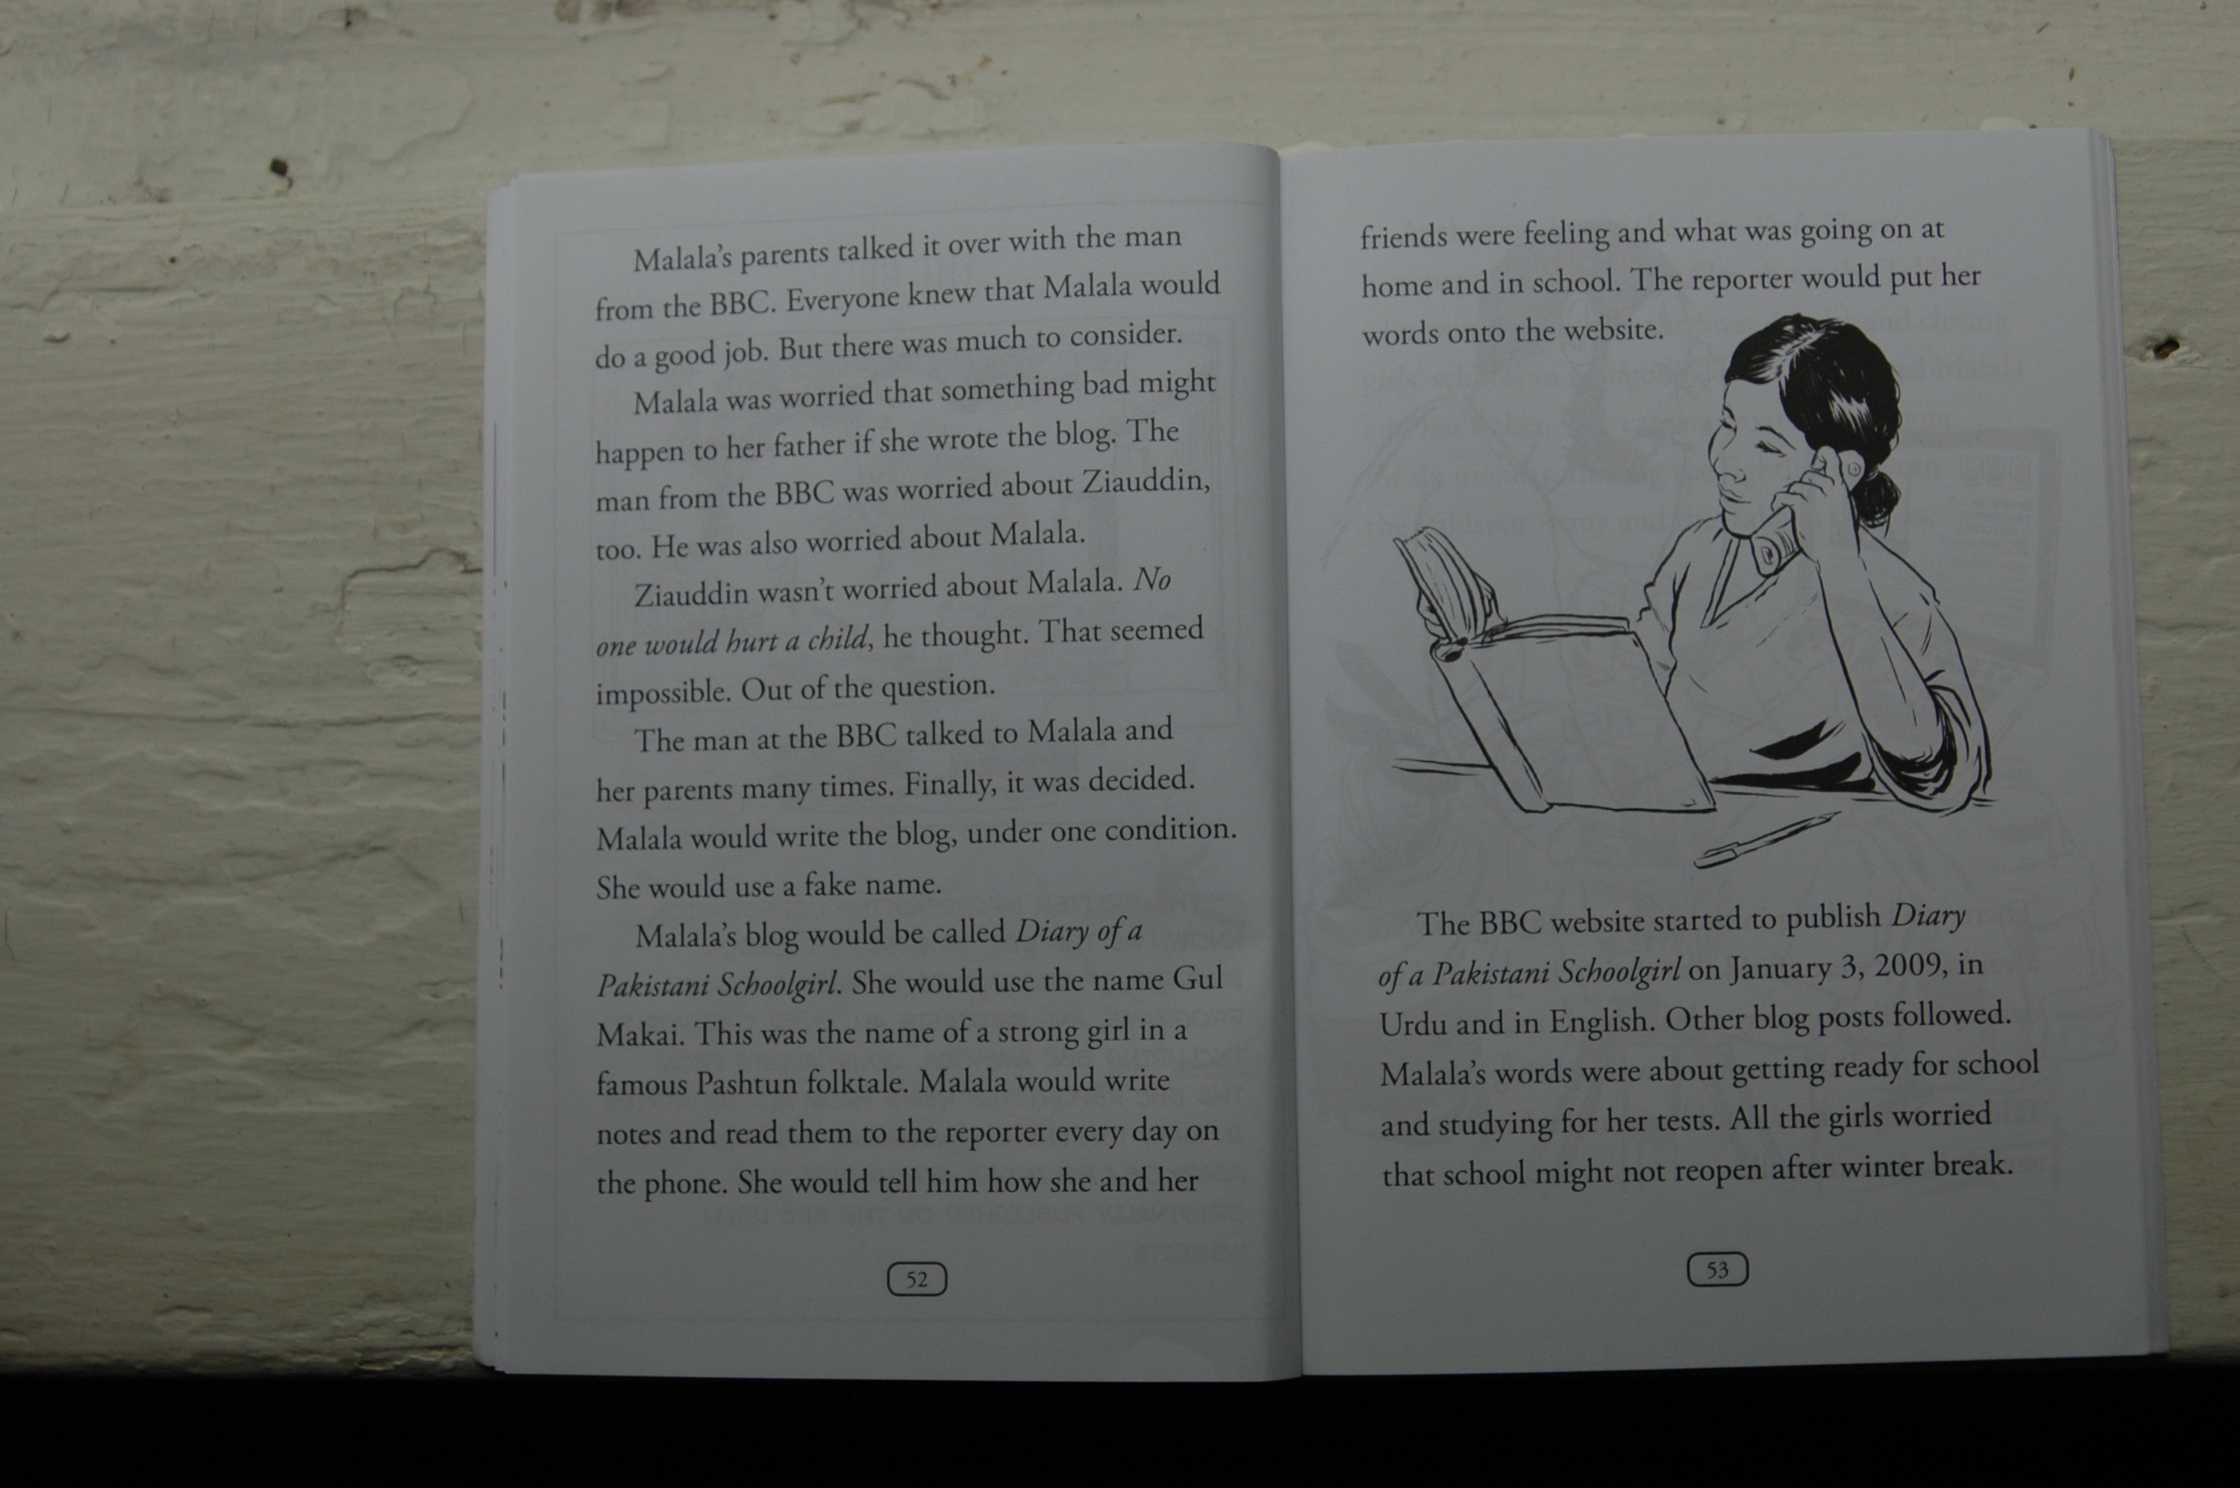 Malala’s parents talked it over with the man
from the BBC. Everyone knew that Malala would
do a good job. But there was much to consider.
Malala was worried that something bad might
happen to her father if she wrote the blog. The
man from the BBC was worried about Ziauddin,
too. He was also worried about Malala.
Ziauddin wasn’t worried about Malala. No
one would hurt a child, he thought. That seemed
impossible. Out of the question.
The man at the BBC talked to Malala and
her parents many times. Finally, it was decided.
Malala would write the blog, under one condition.
She would use a fake name.
Malala’s blog would be called Diary of a
Pakistani Schoolgirl. She would use the name Gul
Makai. This was the name of a strong girl in a
famous Pashtun folktale. Malala would write
notes and read them to the reporter every day on
the phone. She would tell him how she and her
52
friends were feeling and what was going on at
home and in school. The reporter would put her
words onto the website.
The BBC website started to publish Diary
of a Pakistani Schoolgirl on January 3, 2009, in
Urdu and in English. Other blog posts followed.
Malala’s words were about getting ready for school
and studying for her tests. All the girls worried
that school might not reopen after winter break.
53